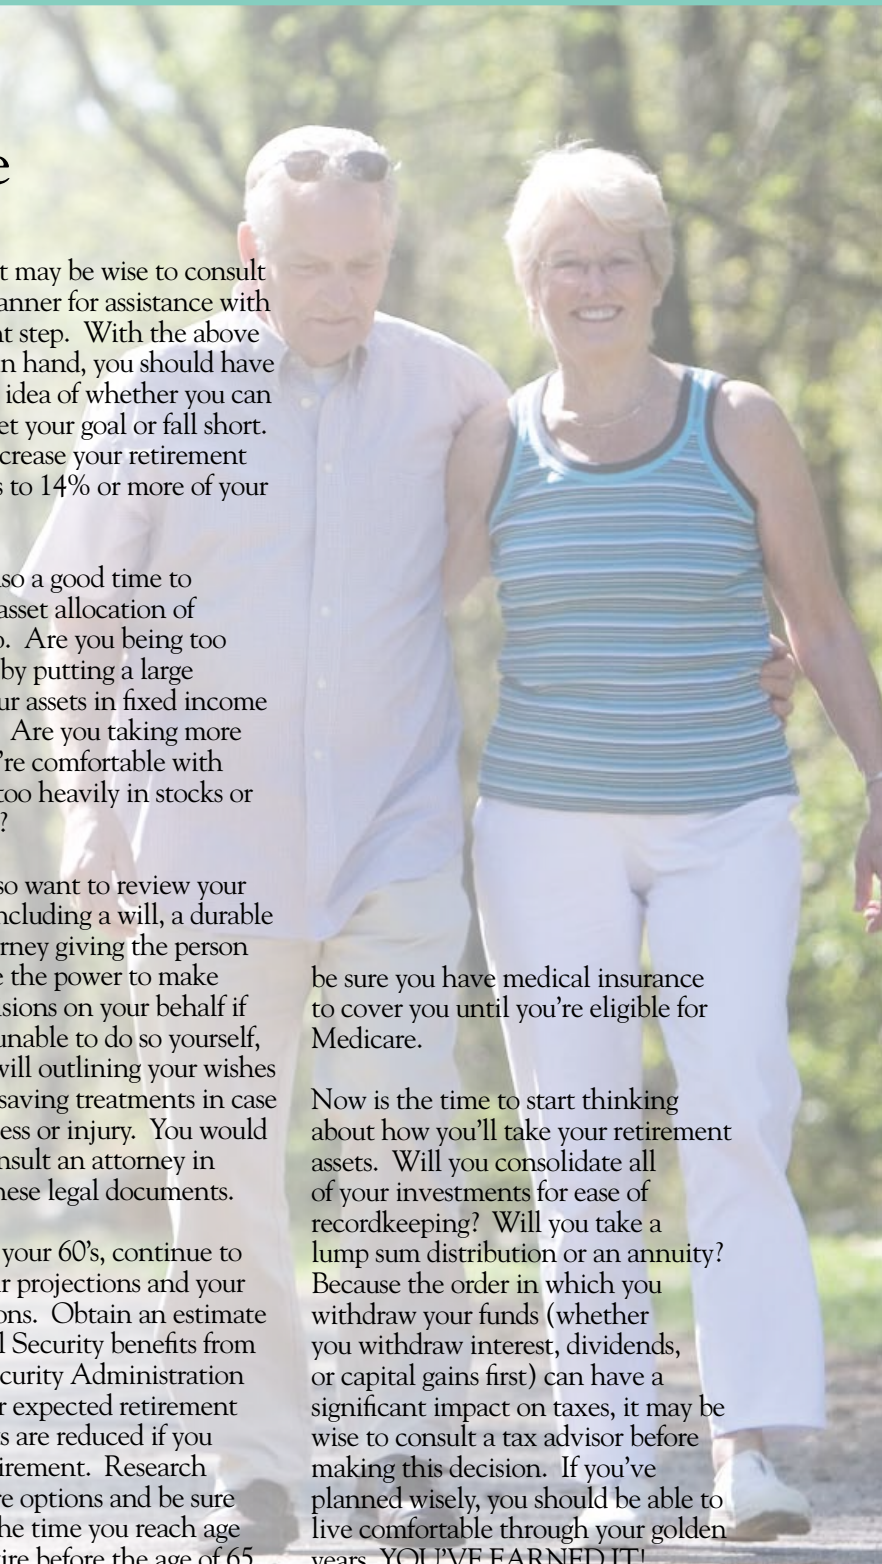 e
t may be wise to consult
anner for assistance with
nt step. With the above
n hand, you should have
idea of whether you can
et your goal or fall short.
crease your retirement
s to 14% or more of your
so a good time to
asset allocation of
o. Are you being too
by putting a large
ur assets in fixed income
Are you taking more
're comfortable with
too heavily in stocks or
?
so want to review your
ncluding a will, a durable
rney giving the person
e the power to make
sions on your behalf if
unable to do so yourself,
will outlining your wishes
saving treatments in case
ess or injury. You would
nsult an attorney in
hese legal documents.
your 60's, continue to
r projections and your
ons. Obtain an estimate
l Security benefits from
curity Administration
r expected retirement
s are reduced if you
irement. Research
re options and be sure
he time you reach age
ire before the age of 65,
be sure you have medical insurance
to cover you until you're eligible for
Medicare.
Now is the time to start thinking
about how you'll take your retirement
assets. Will you consolidate all
of your investments for ease of
recordkeeping? Will you take a
lump sum distribution or an annuity?
Because the order in which you
withdraw your funds (whether
you withdraw interest, dividends,
or capital gains first) can have a
significant impact on taxes, it may be
wise to consult a tax advisor before
making this decision. If you've
planned wisely, you should be able to
live comfortable through your golden
years. YOU'VE EARNED IT!